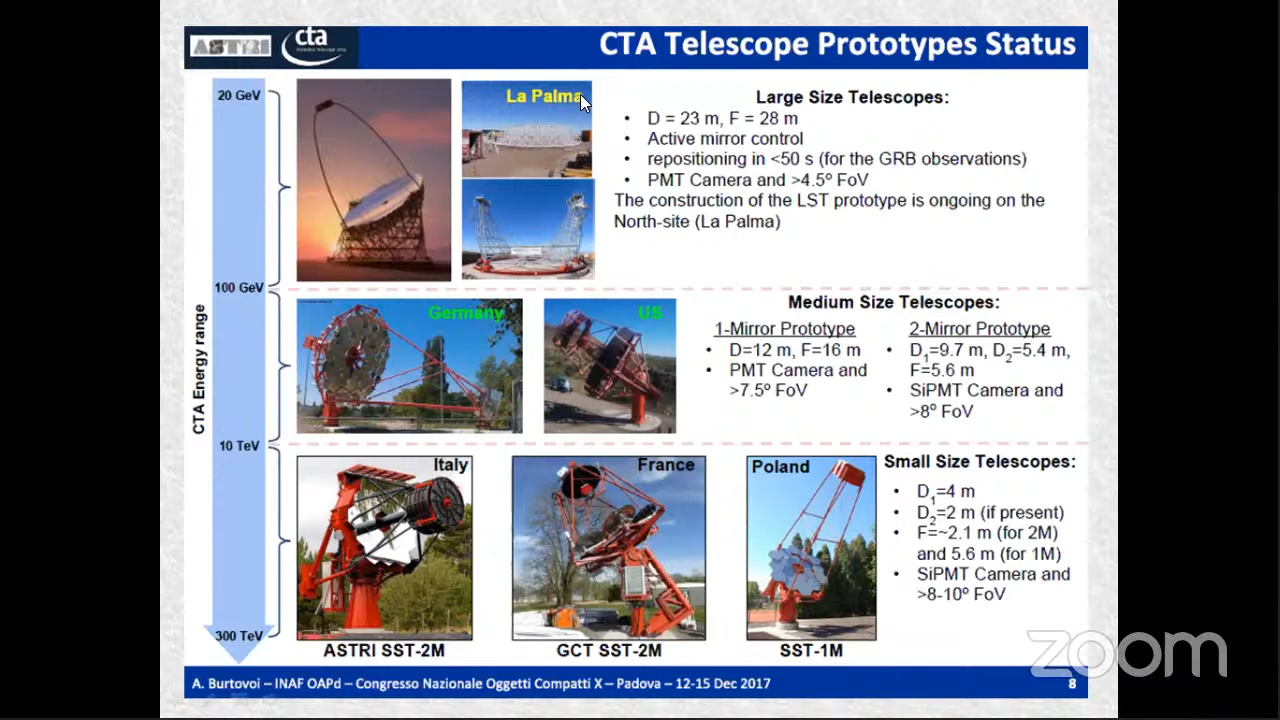 ASTRI
cta
CTA Telescope Prototypes Status
CTA Energy range
20 GeV
La Palma
Large Size Telescopes:
• D = 23 m, F = 28 m
• Active mirror control
• repositioning in <50 s (for the GRB observations)
• PMT Camera and >4.5º FoV
The construction of the LST prototype is ongoing on the
North-site (La Palma)
100 GeV
Germany
US
Medium Size Telescopes:
1-Mirror Prototype
• D=12 m, F=16 m
• PMT Camera and
>7.5º FoV
2-Mirror Prototype
• D1=9.7 m, D2=5.4 m,
F=5.6 m
• SiPMT Camera and
>8º FoV
10 TeV
Italy
France
Poland
Small Size Telescopes:
• D1=4 m
• D2=2 m (if present)
• F=~2.1 m (for 2M)
and 5.6 m (for 1M)
• SiPMT Camera and
>8-10º FoV
300 TeV
ASTRI SST-2M
GCT SST-2M
SST-1M
zoom
A. Burtovoi – INAF OAPd – Congresso Nazionale Oggetti Compatti X – Padova – 12-15 Dec 2017
8